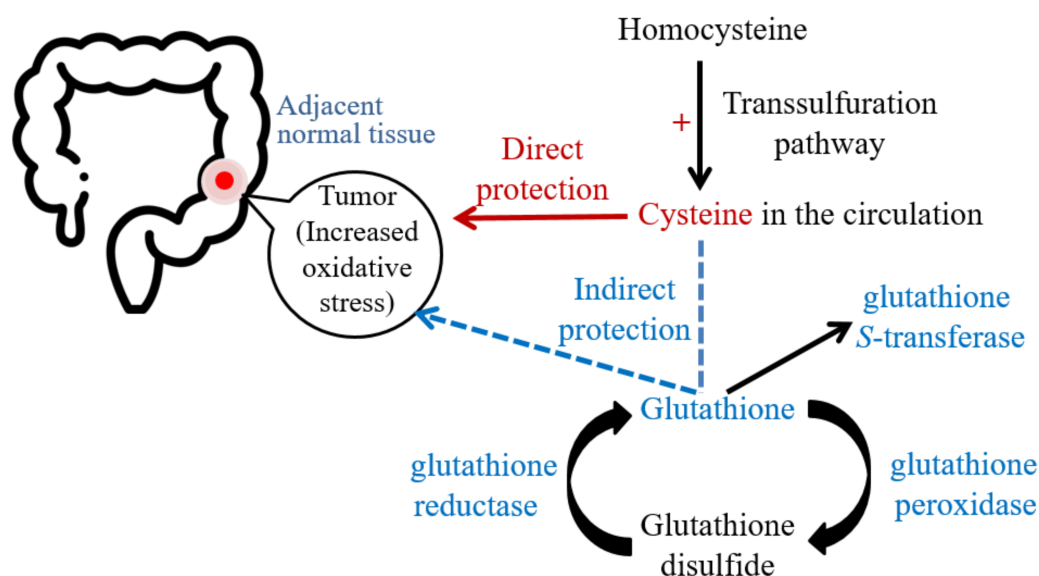 Homocysteine
Adjacent
normal tissue
+
Transsulfuration
pathway
Direct
protection
Tumor
(Increased
oxidative
stress)
Cysteine in the circulation
Indirect
protection
glutathione
S-transferase
Glutathione
glutathione
reductase
glutathione
peroxidase
Glutathione
disulfide